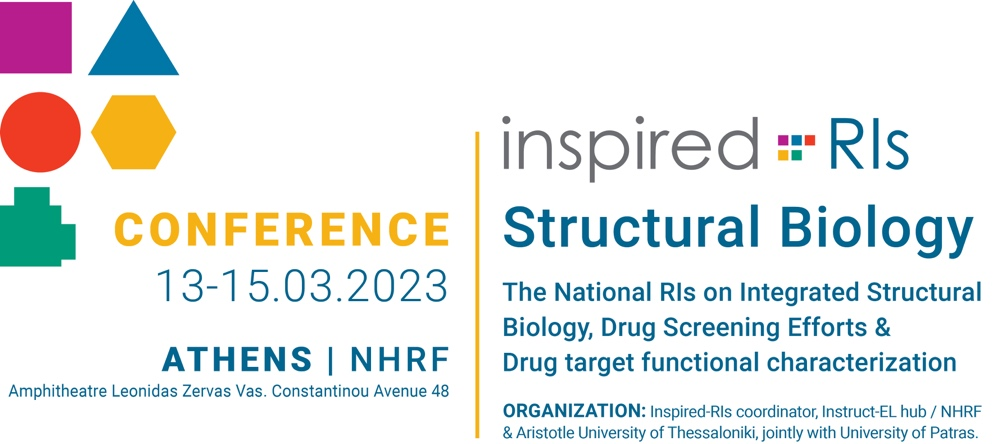 CONFERENCE
13-15.03.2023
ATHENS | NHRF
Amphitheatre Leonidas Zervas Vas. Constantinou Avenue 48
inspired RIs
Structural Biology
The National RIs on Integrated Structural
Biology, Drug Screening Efforts &
Drug target functional characterization
ORGANIZATION: Inspired-RIs coordinator, Instruct-EL hub / NHRF
& Aristotle University of Thessaloniki, jointly with University of Patras.